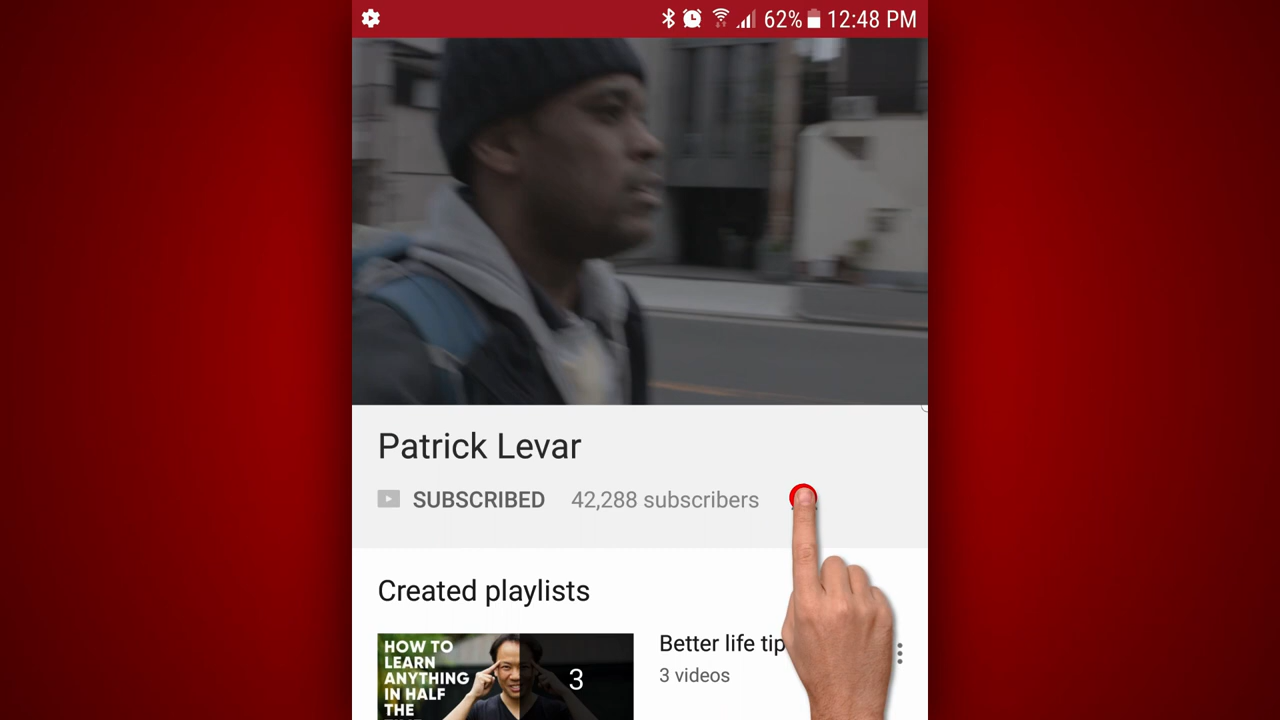 62% 12:48 PM
Patrick Levar
SUBSCRIBED 42,288 subscribers
Created playlists
HOW TO
LEARN
ANYTHING
IN HALF
THE
3
Better life tip
3 videos